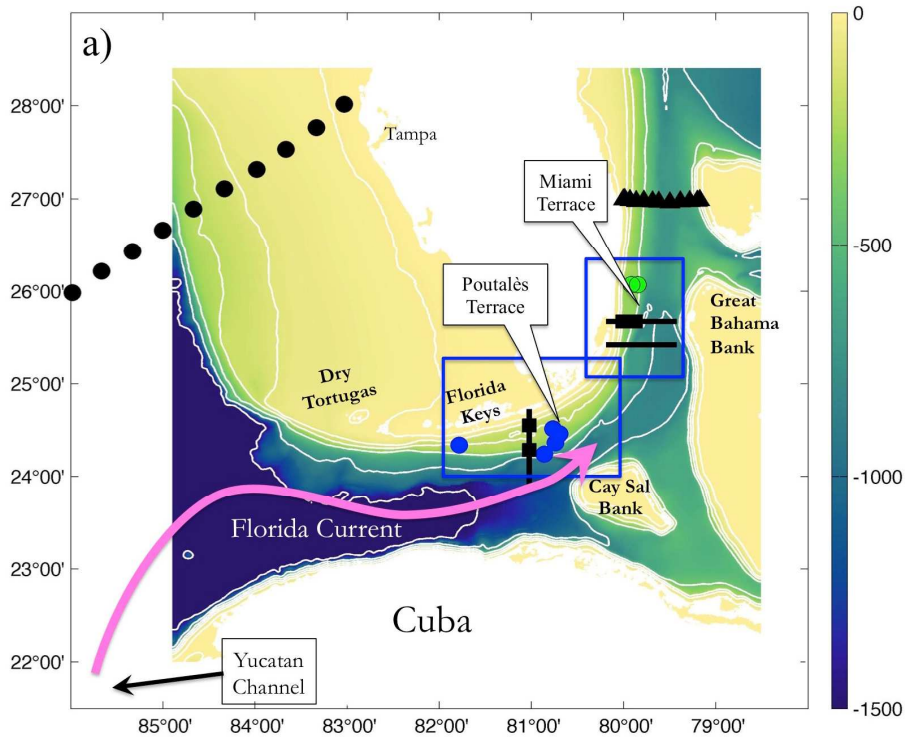 a)
28°00'
27°00'
26°00'
25°00'
24°00'
23°00'
22°00'
85°00'
84°00'
83°00'
82°00'
81°00'
80°00'
79°00'
0
-500
-1000
-1500
Tampa
Miami
Terrace
Poutalès
Terrace
Great
Bahama
Bank
Dry
Tortugas
Florida
Keys
Cay Sal
Bank
Florida Current
Cuba
Yucatan
Channel